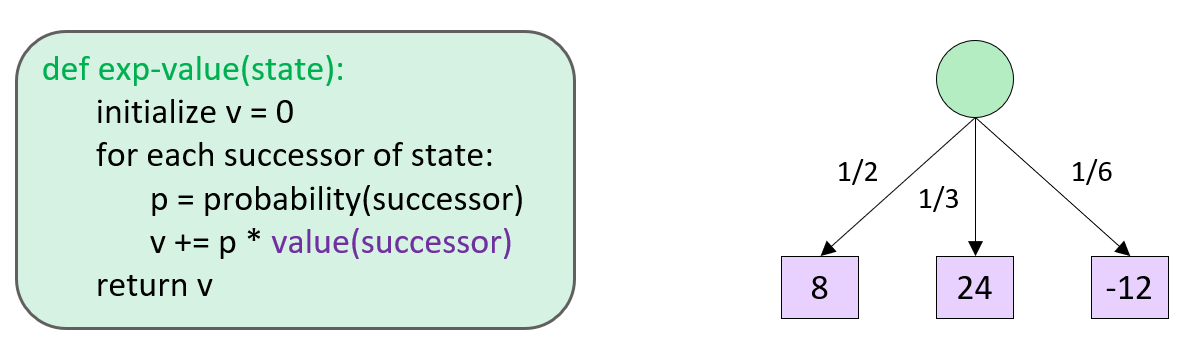 def exp-value(state):
initialize v = 0
for each successor of state:
p = probability(successor)
v += p * value(successor)
return v
1/2
1/3
1/6
8
24
-12